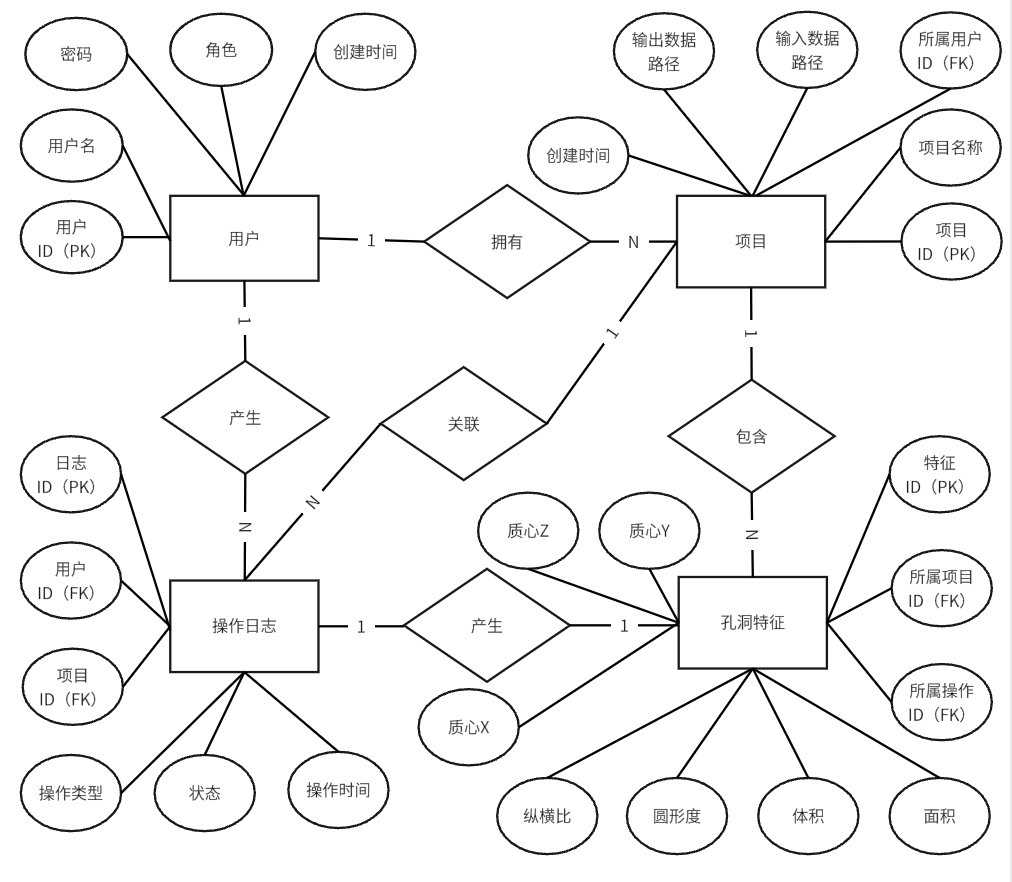 密码
角色
创建时间
输出数据
路径
输入数据
路径
所属用户
ID（FK）
用户名
创建时间
项目名称
用户
ID（PK）
用户
1
拥有
N
项目
项目
ID（PK）
1
1
1
产生
关联
包含
日志
ID（PK）
N
N
质心Z
质心Y
N
特征
ID（PK）
用户
ID（FK）
所属项目
ID（FK）
操作日志
1
产生
1
孔洞特征
项目
ID（FK）
质心X
所属操作
ID（FK）
操作类型
状态
操作时间
纵横比
圆形度
体积
面积